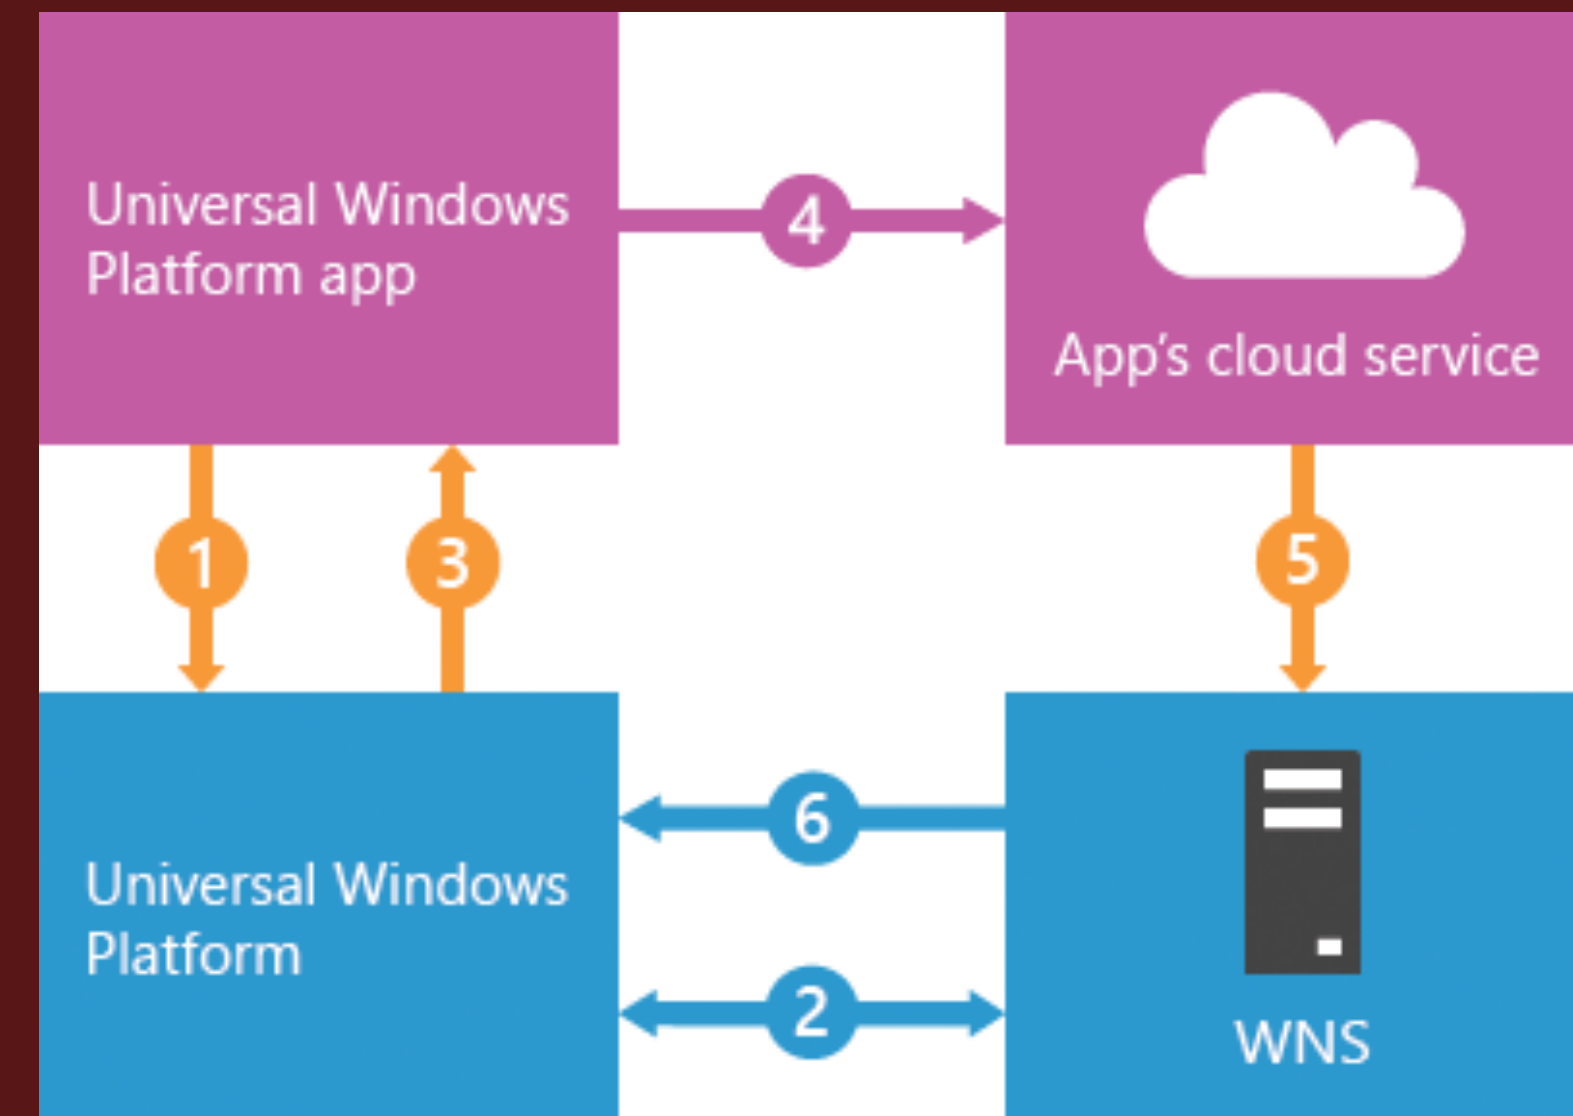 Universal Windows
Platform app
4
App's cloud service
1
3
5
Universal Windows
Platform
6
2
WNS